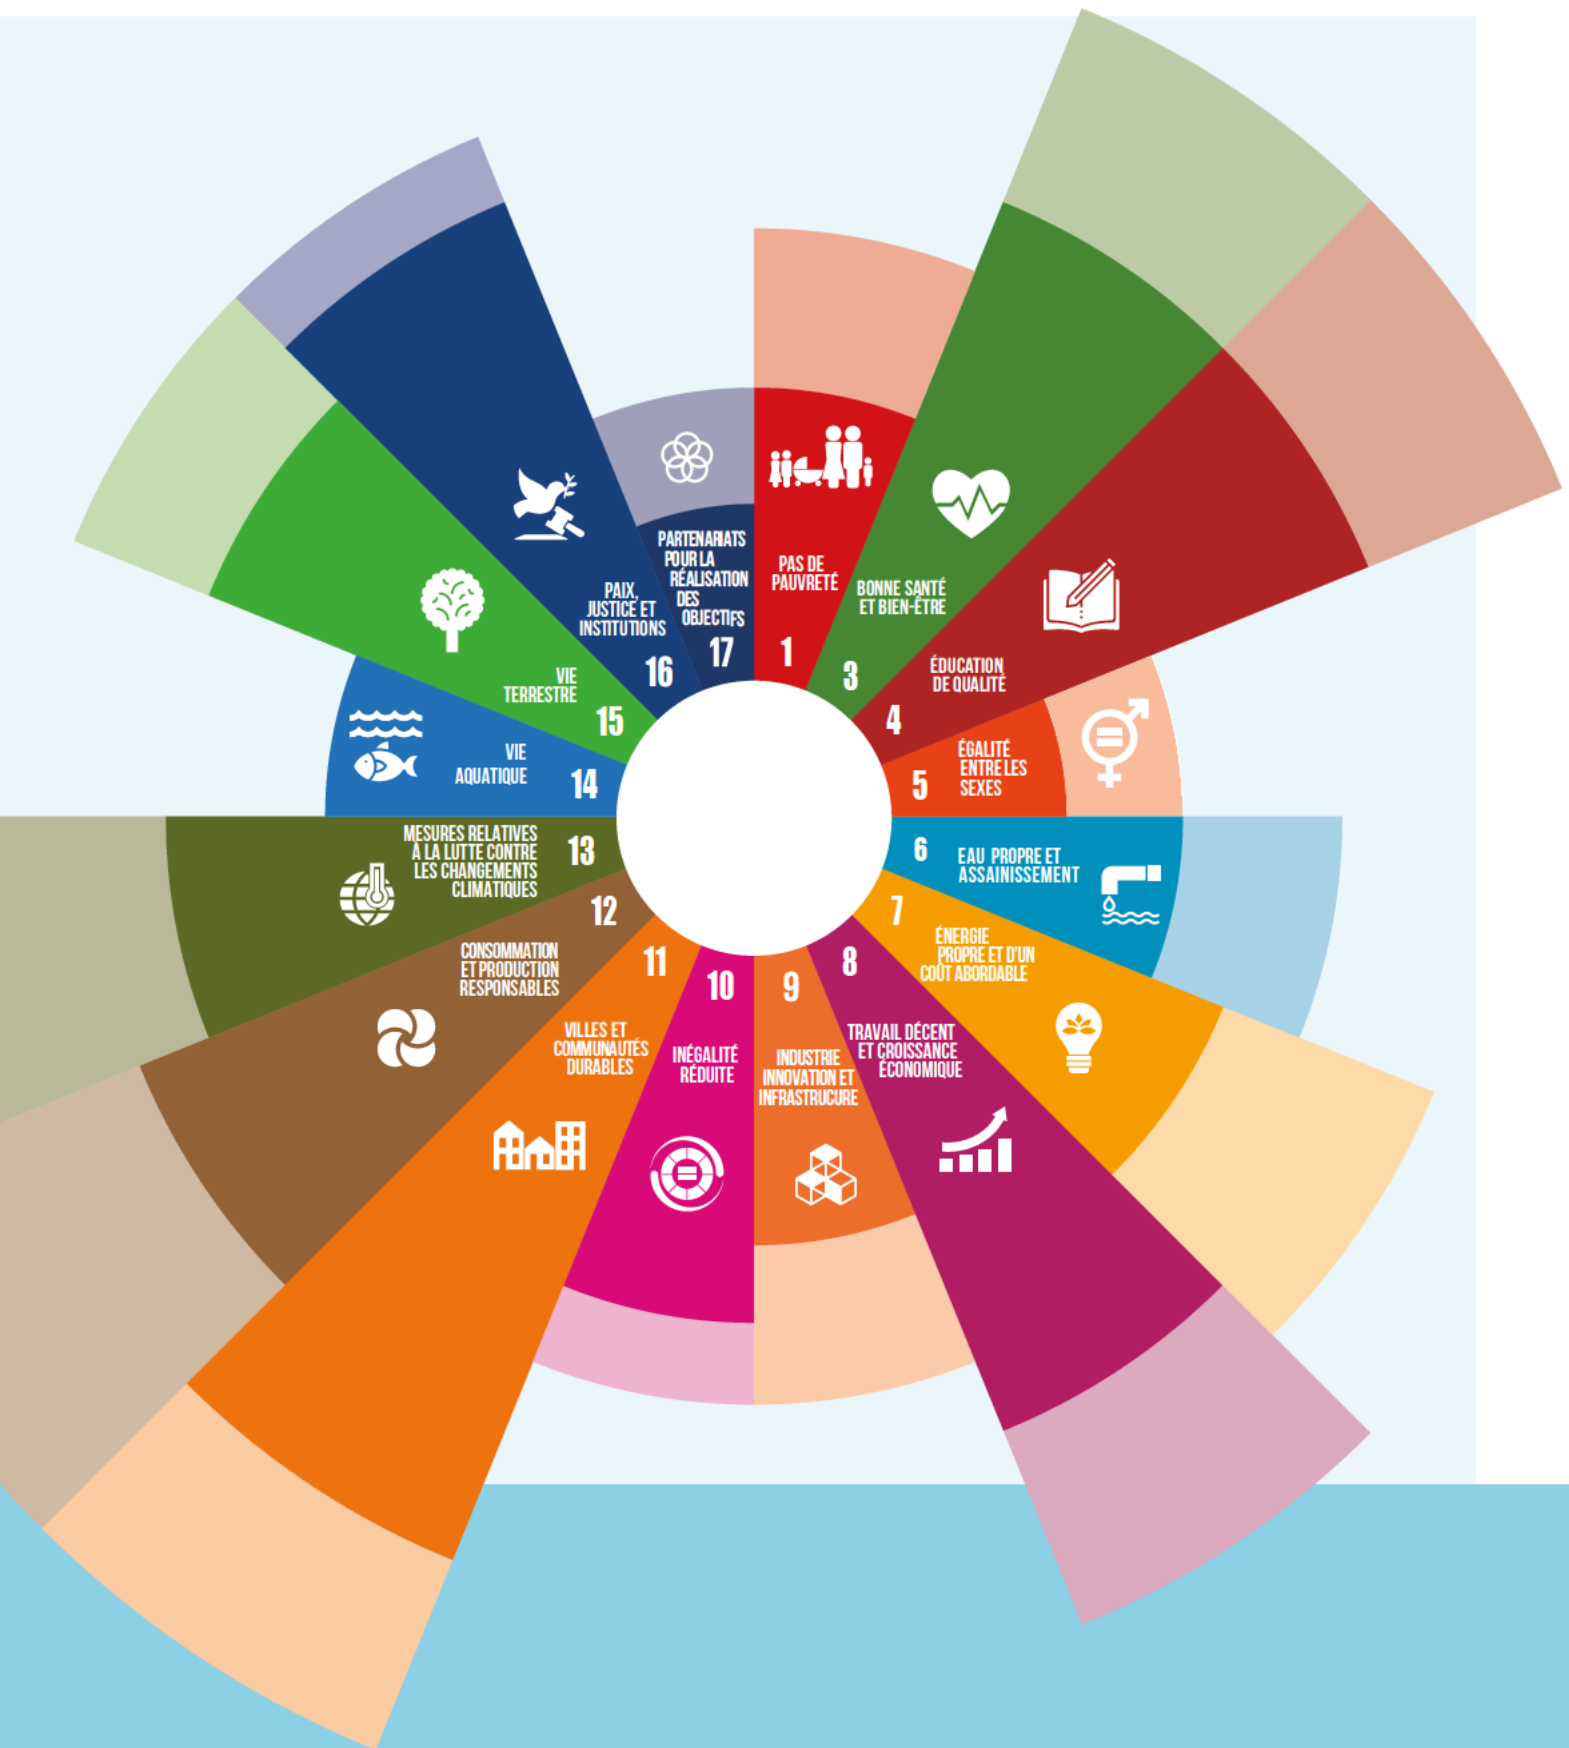 PAS DE
PAUVRETÉ
1
BONNE SANTÉ
ET BIEN-ÊTRE
3
ÉDUCATION
DE QUALITÉ
4
ÉGALITÉ
ENTRE LES
SEXES
5
EAU PROPRE ET
ASSAINISSEMENT
6
ÉNERGIE
PROPRE ET D'UN
COÛT ABORDABLE
7
TRAVAIL DÉCENT
ET CROISSANCE
ÉCONOMIQUE
8
INDUSTRIE
INNOVATION ET
INFRASTRUCURE
9
INÉGALITÉ
RÉDUITE
10
VILLES ET
COMMUNAUTÉS
DURABLES
11
CONSOMMATION
ET PRODUCTION
RESPONSABLES
12
MESURES RELATIVES
À LA LUTTE CONTRE
LES CHANGEMENTS
CLIMATIQUES
13
VIE
AQUATIQUE
14
VIE
TERRESTRE
15
PAIX,
JUSTICE ET
INSTITUTIONS
16
PARTENARIATS
POUR LA
RÉALISATION
DES
OBJECTIFS
17